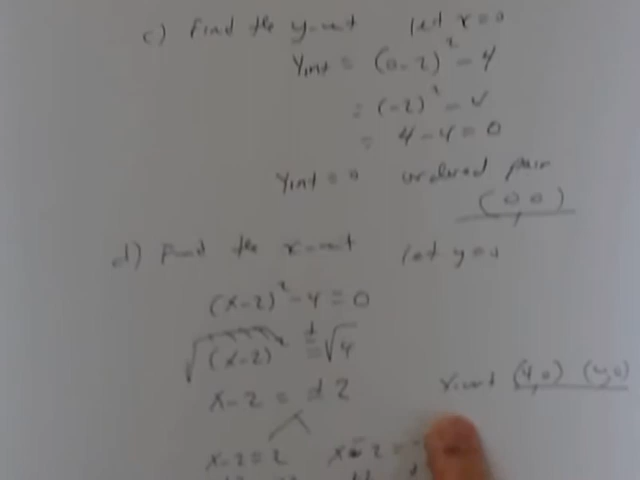 c) Find the y-int let x=0
Yint = (0-2)² - 4
= (-2)² - 4
= 4-4=0
Yint = 0 ordered pair
(0,0)
d) Find the x-int let y=0
(x-2)² - 4 = 0
√(x-2) ± = √4
x-2 = ± 2
xint (4,0)
x-2=2 x-2=